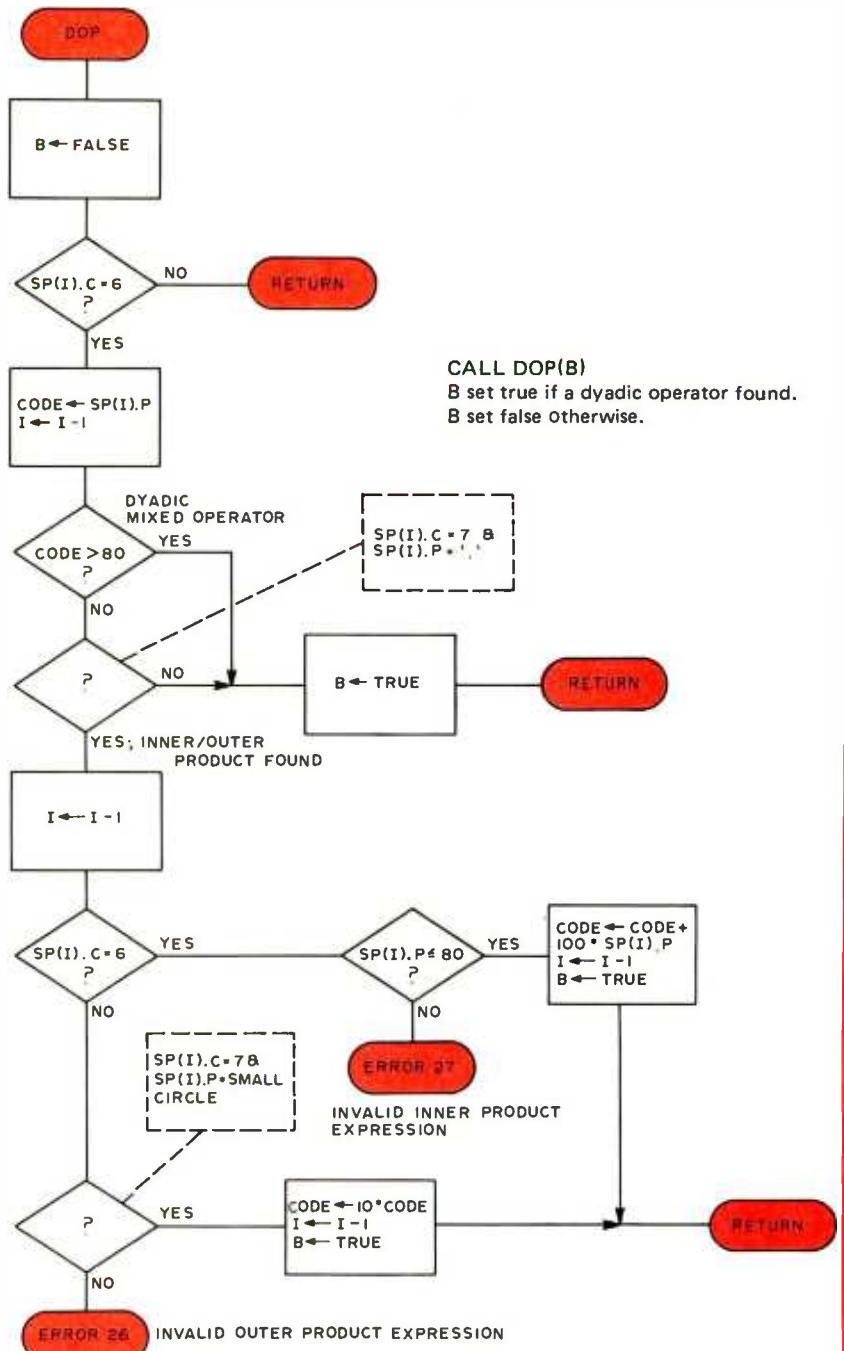 DOP
B ← FALSE
SP(I).C = 6
?
NO
RETURN
YES
CODE ← SP(I).P
I ← I - 1
CALL DOP(B)
B set true if a dyadic operator found.
B set false otherwise.
DYADIC
MIXED OPERATOR
CODE > 80
?
YES
NO
SP(I).C = 7 &
SP(I).P = '.'
?
NO
B ← TRUE
RETURN
YES; INNER/OUTER
PRODUCT FOUND
I ← I - 1
SP(I).C = 6
?
YES
NO
SP(I).P ≤ 80
?
YES
NO
CODE ← CODE +
100 * SP(I).P
I ← I - 1
B ← TRUE
ERROR 27
INVALID INNER PRODUCT
EXPRESSION
SP(I).C = 7 &
SP(I).P = SMALL
CIRCLE
?
YES
NO
CODE ← 10 * CODE
I ← I - 1
B ← TRUE
RETURN
ERROR 26
INVALID OUTER PRODUCT EXPRESSION